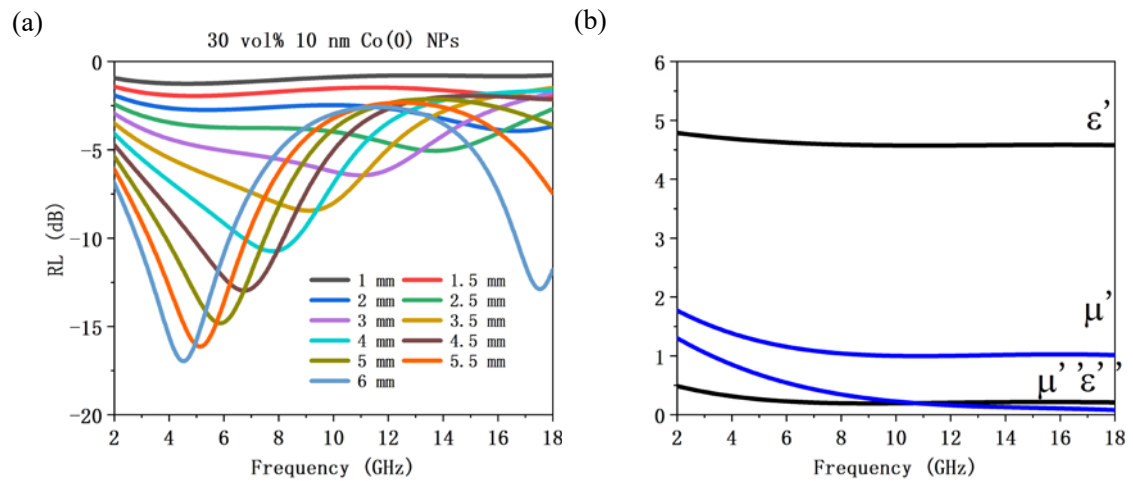 (a)
30 vol% 10 nm Co(0) NPs
0
-5
-10
-15
-20
RL (dB)
1 mm 1.5 mm
2 mm 2.5 mm
3 mm 3.5 mm
4 mm 4.5 mm
5 mm 5.5 mm
6 mm
2 4 6 8 10 12 14 16 18
Frequency (GHz)
(b)
6
5
4
3
2
1
0
ε'
μ'
μ' 'ε' '
2 4 6 8 10 12 14 16 18
Frequency (GHz)